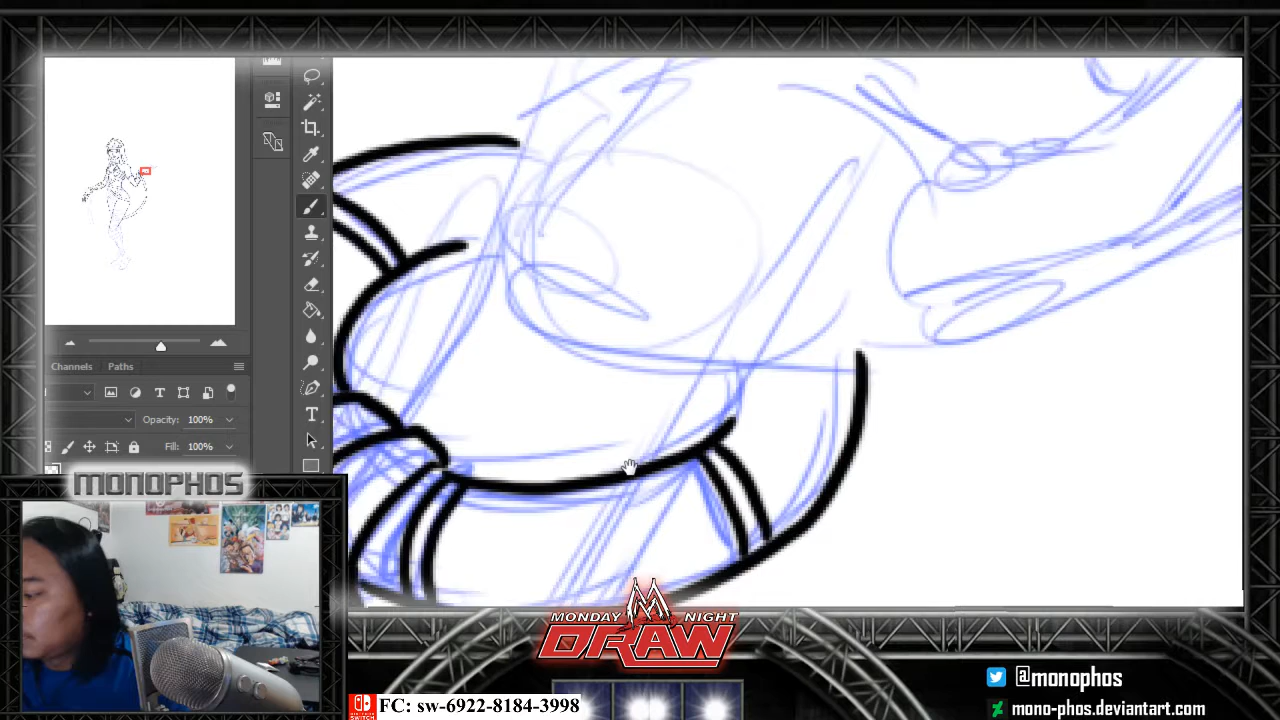 Channels Paths
Opacity: 100%
Fill: 100%
MONOPHOS
MONDAY NIGHT
DRAW
FC: sw-6922-8184-3998
@monophos
mono-phos.deviantart.com